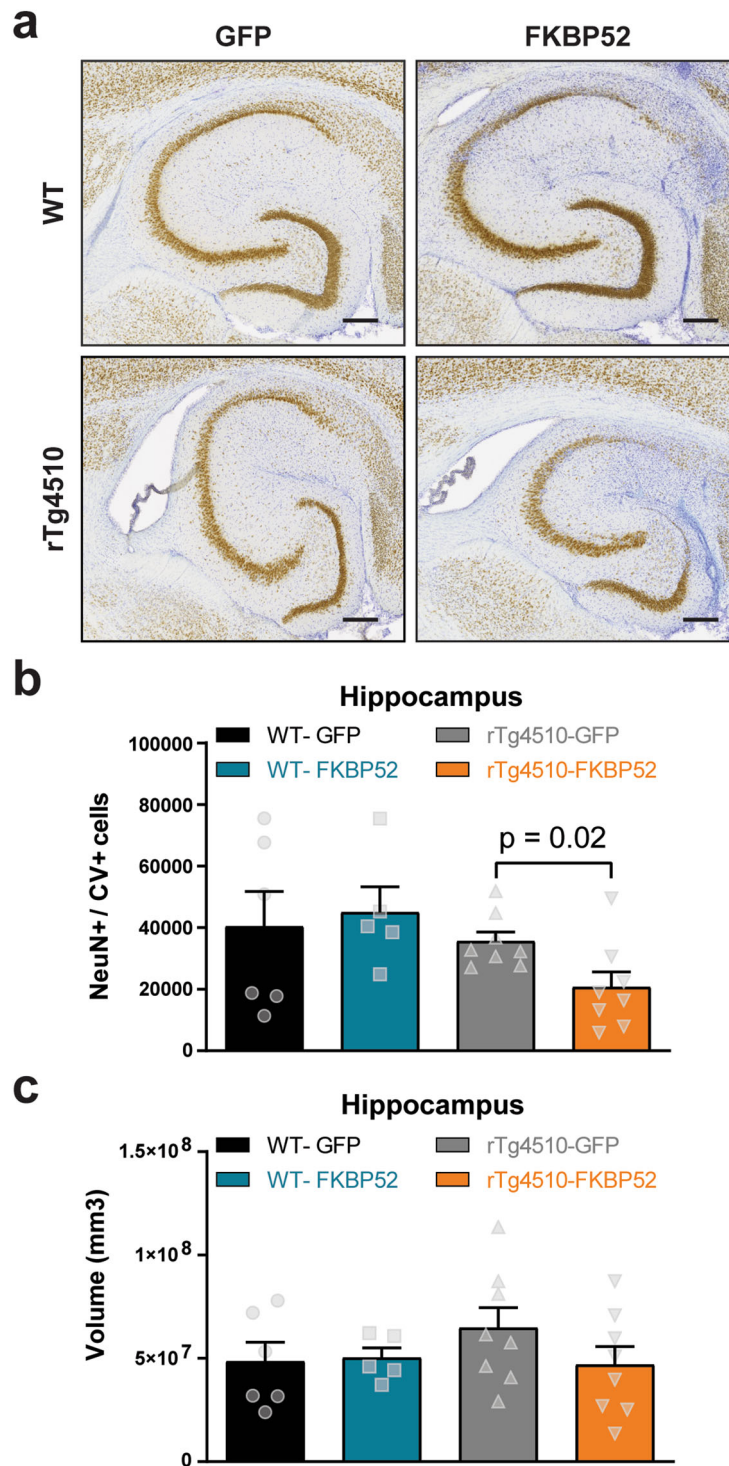 a
GFP FKBP52
WT
rTg4510
b
Hippocampus
WT- GFP rTg4510-GFP
WT- FKBP52 rTg4510-FKBP52
100000
80000
60000
40000
20000
0
NeuN+ / CV+ cells
p = 0.02
c
Hippocampus
WT- GFP rTg4510-GFP
WT- FKBP52 rTg4510-FKBP52
1.5×10⁸
1×10⁸
5×10⁷
0
Volume (mm3)